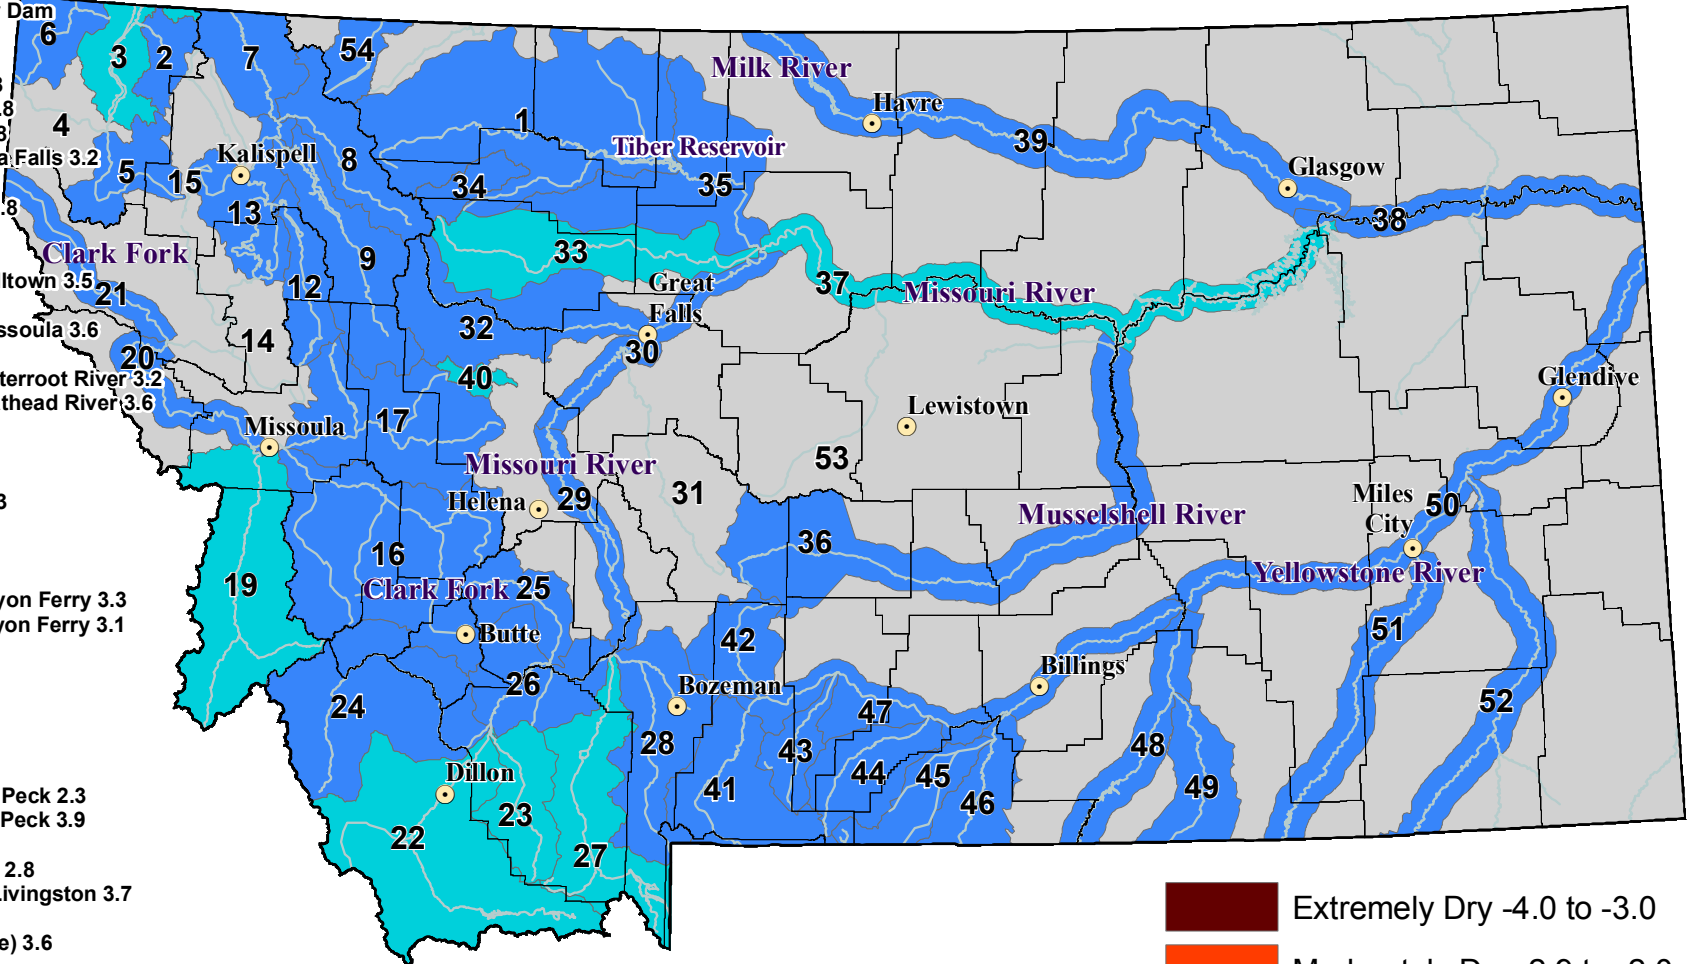 Dam
6
3
2
7
54
Milk River
.8
8
4
1
Havre
39
a Falls 3.2
Kalispell
Tiber Reservoir
8
5
15
34
35
Glasgow
.8
13
38
Clark Fork
33
9
lltown 3.5
21
12
37
Great
Falls
Missouri River
ssoula 3.6
14
32
30
20
terroot River 3.2
thead River 3.6
40
Glendive
17
Lewistown
Missoula
53
Missouri River
31
Helena
29
3
Miles
City
50
Musselshell River
36
16
19
Clark Fork
25
Yellowstone River
yon Ferry 3.3
yon Ferry 3.1
Butte
42
51
Billings
26
Bozeman
24
47
52
28
43
48
Dillon
41
44
45
46
49
Peck 2.3
Peck 3.9
23
22
27
2.8
Livingston 3.7
e) 3.6
Extremely Dry -4.0 to -3.0